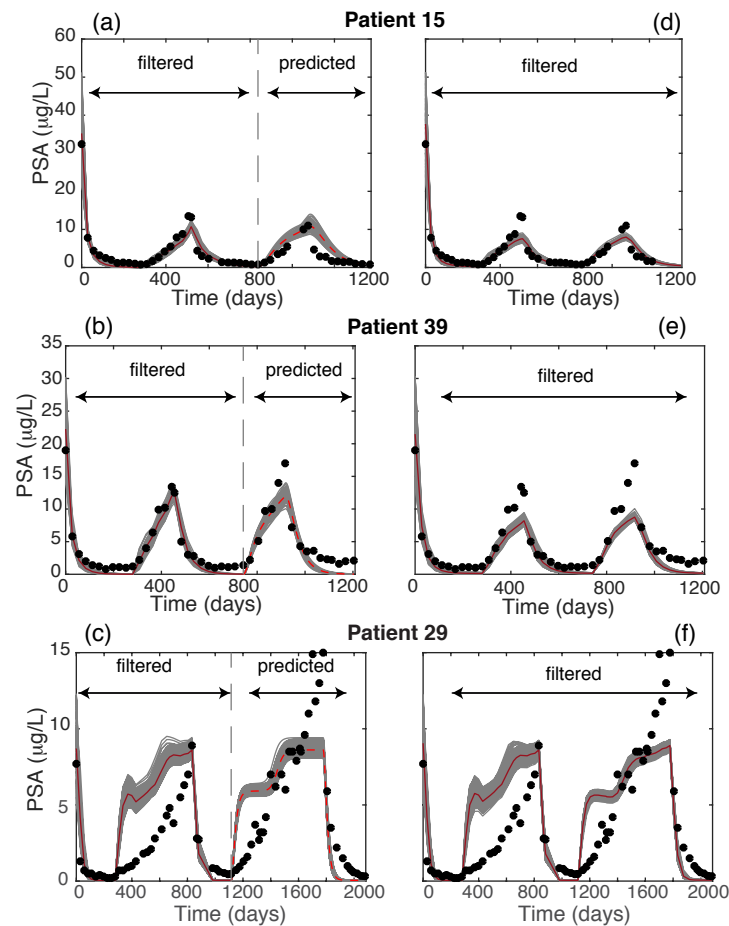 (a) Patient 15 (d)
60
50
40
30
20
10
0
PSA (µg/L)
filtered predicted
filtered
0 400 800 1200
0 400 800 1200
Time (days) Time (days)
(b) Patient 39 (e)
35
30
25
20
15
10
5
0
PSA (µg/L)
filtered predicted
filtered
0 400 800 1200
0 400 800 1200
Time (days) Time (days)
(c) Patient 29 (f)
15
10
5
0
PSA (µg/L)
filtered predicted
filtered
0 400 800 1200 1600 2000
0 400 800 1200 1600 2000
Time (days) Time (days)